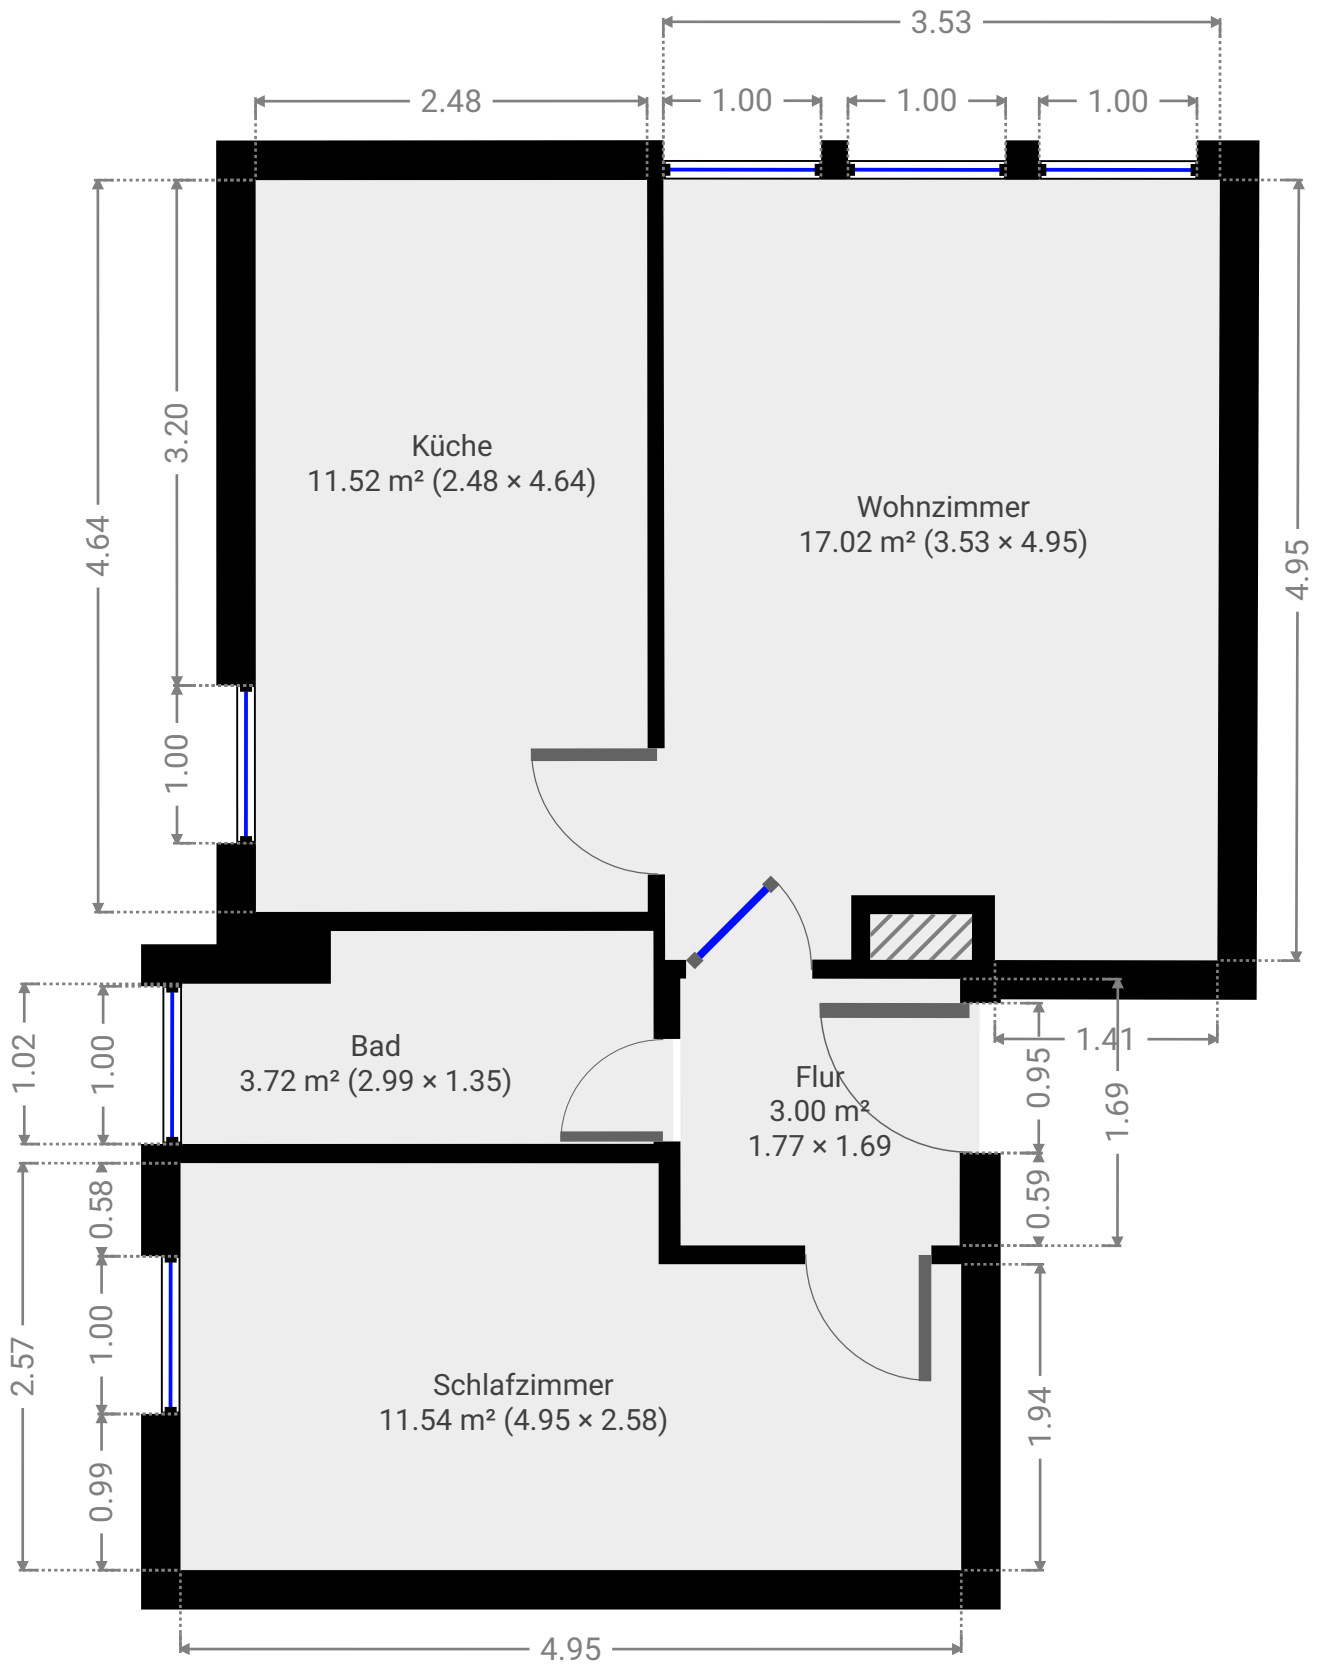 3.53
2.48
1.00
1.00
1.00
3.20
4.64
Küche
11.52 m² (2.48 × 4.64)
Wohnzimmer
17.02 m² (3.53 × 4.95)
4.95
1.00
1.02
1.00
Bad
3.72 m² (2.99 × 1.35)
Flur
3.00 m²
1.77 × 1.69
1.41
0.95
1.69
0.59
0.58
1.00
2.57
0.99
Schlafzimmer
11.54 m² (4.95 × 2.58)
1.94
4.95